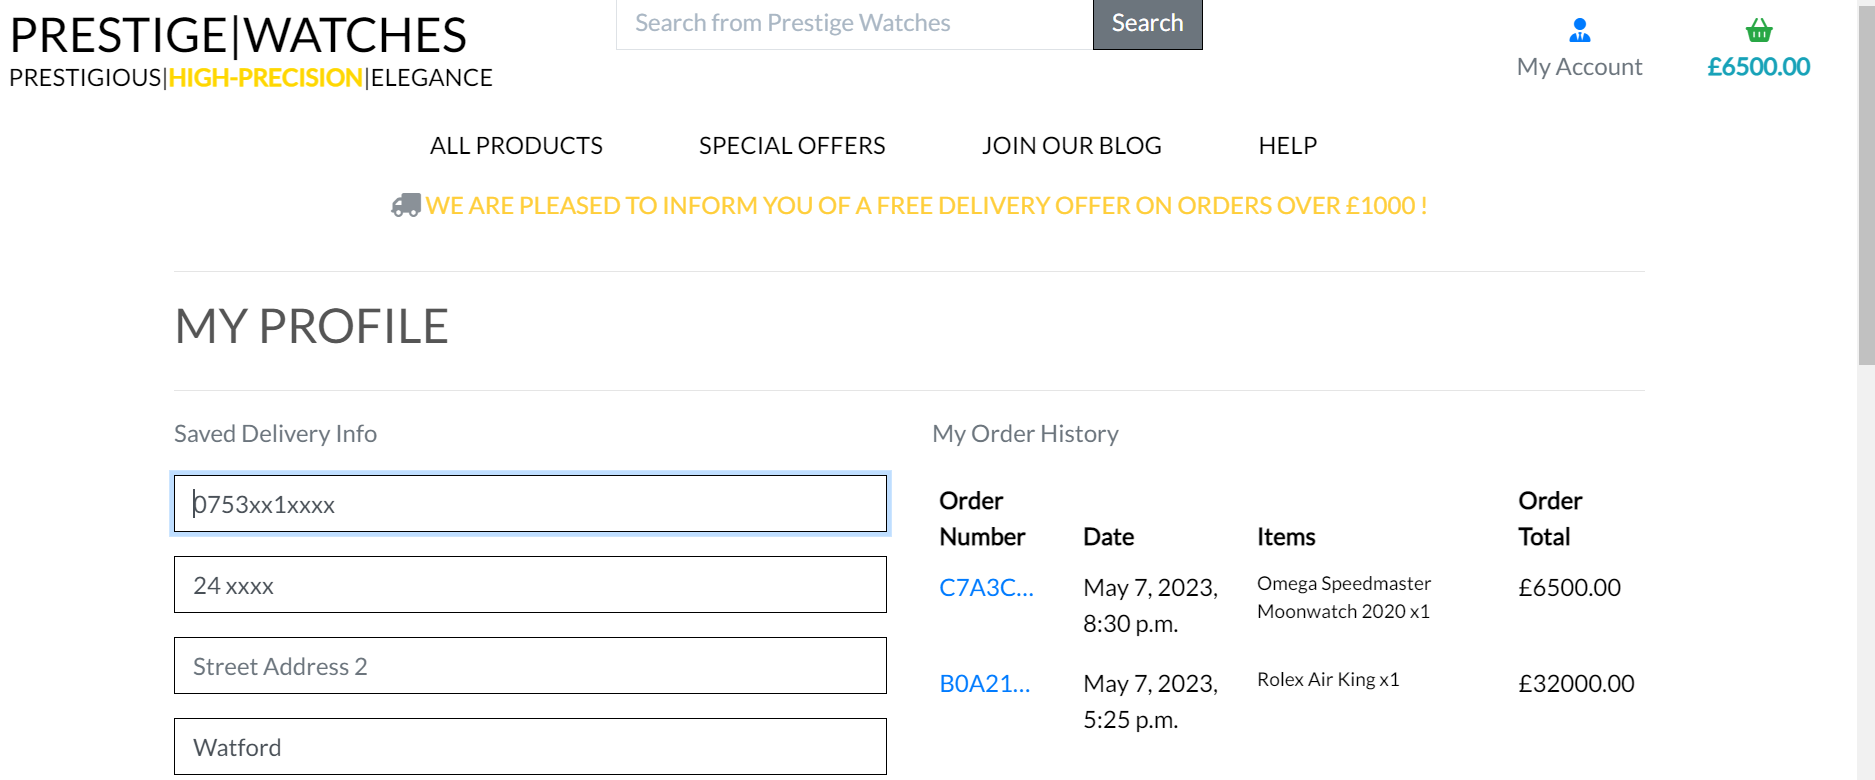 PRESTIGE|WATCHES
PRESTIGIOUS|HIGH-PRECISION|ELEGANCE
Search from Prestige Watches
Search
My Account
£6500.00
ALL PRODUCTS
SPECIAL OFFERS
JOIN OUR BLOG
HELP
WE ARE PLEASED TO INFORM YOU OF A FREE DELIVERY OFFER ON ORDERS OVER £1000 !
MY PROFILE
Saved Delivery Info
0753xx1xxxx
24 xxxx
Street Address 2
Watford
My Order History
Order
Number
Date
Items
Order
Total
C7A3C...
May 7, 2023,
8:30 p.m.
Omega Speedmaster
Moonwatch 2020 x1
£6500.00
B0A21...
May 7, 2023,
5:25 p.m.
Rolex Air King x1
£32000.00